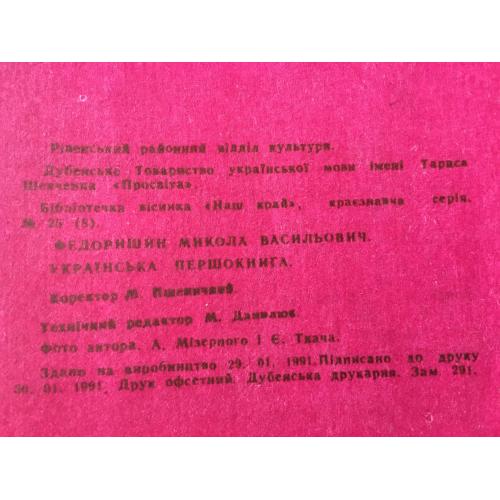 Рівенський районний відділ культури.
Дубенське Товариство української мови імені Тараса
Шевченка «Просвіта».
Бібліотечка вісника «Наш край», краєзнавча серія.
№ 25 (8).
ФЕДОРИШИН МИКОЛА ВАСИЛЬОВИЧ.
УКРАЇНСЬКА ПЕРШОКНИГА.
Коректор М. Пшеничний.
Технічний редактор М. Данилюк.
Фото автора, А. Мізерного і Є. Ткача.
Здано на виробництво 29. 01. 1991. Підписано до друку
30. 01. 1991. Друк офсетний. Дубенська друкарня. Зам. 291.